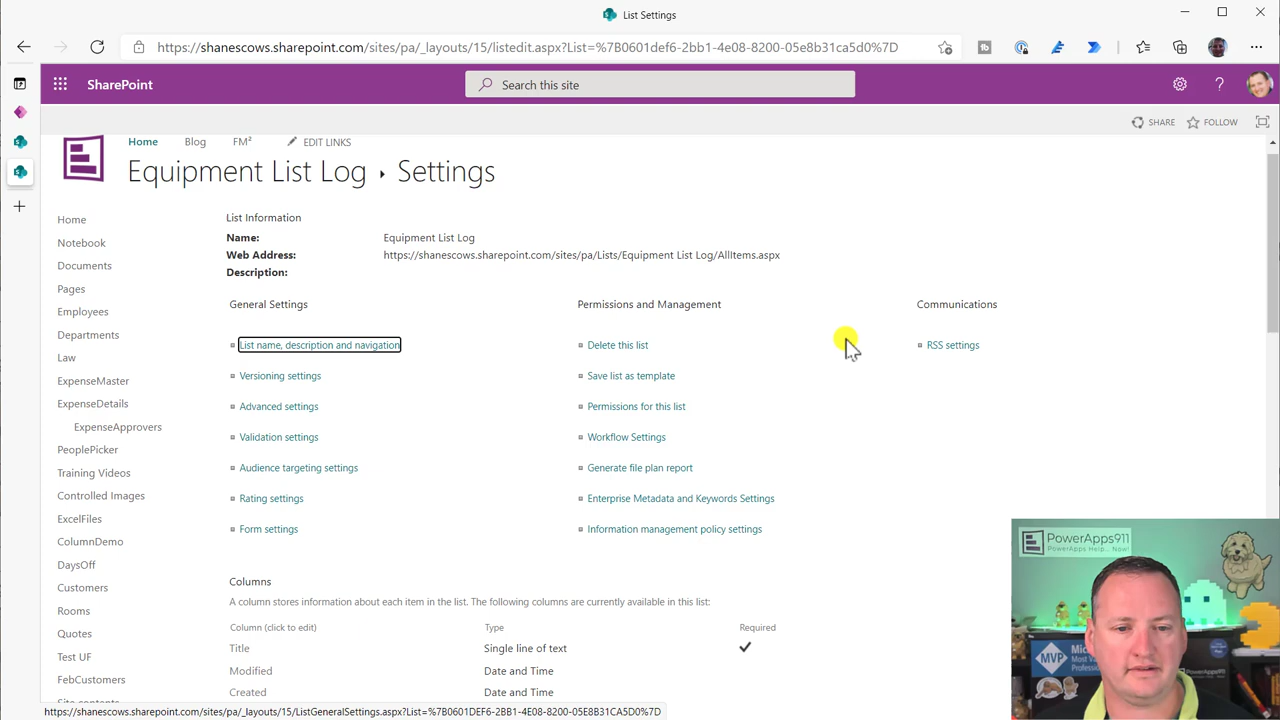 List Settings
https://shanescows.sharepoint.com/sites/pa/_layouts/15/listedit.aspx?List=%7B0601def6-2bb1-4e08-8200-05e8b31ca5d0%7D
SharePoint
Search this site
SHARE
FOLLOW
Home
Blog
FM²
EDIT LINKS
Equipment List Log ▸ Settings
Home
Notebook
Documents
Pages
Employees
Departments
Law
ExpenseMaster
ExpenseDetails
ExpenseApprovers
PeoplePicker
Training Videos
Controlled Images
ExcelFiles
ColumnDemo
DaysOff
Customers
Rooms
Quotes
Test UF
FebCustomers
Site contents
List Information
Name: Equipment List Log
Web Address: https://shanescows.sharepoint.com/sites/pa/Lists/Equipment List Log/AllItems.aspx
Description:
General Settings
List name, description and navigation
Versioning settings
Advanced settings
Validation settings
Audience targeting settings
Rating settings
Form settings
Permissions and Management
Delete this list
Save list as template
Permissions for this list
Workflow Settings
Generate file plan report
Enterprise Metadata and Keywords Settings
Information management policy settings
Communications
RSS settings
Columns
A column stores information about each item in the list. The following columns are currently available in this list:
Column (click to edit) Type Required
Title Single line of text
Modified Date and Time
Created Date and Time
https://shanescows.sharepoint.com/sites/pa/_layouts/15/ListGeneralSettings.aspx?List=%7B0601DEF6-2BB1-4E08-8200-05E8B31CA5D0%7D
PowerApps911
PowerApps Help... Now!
MVP